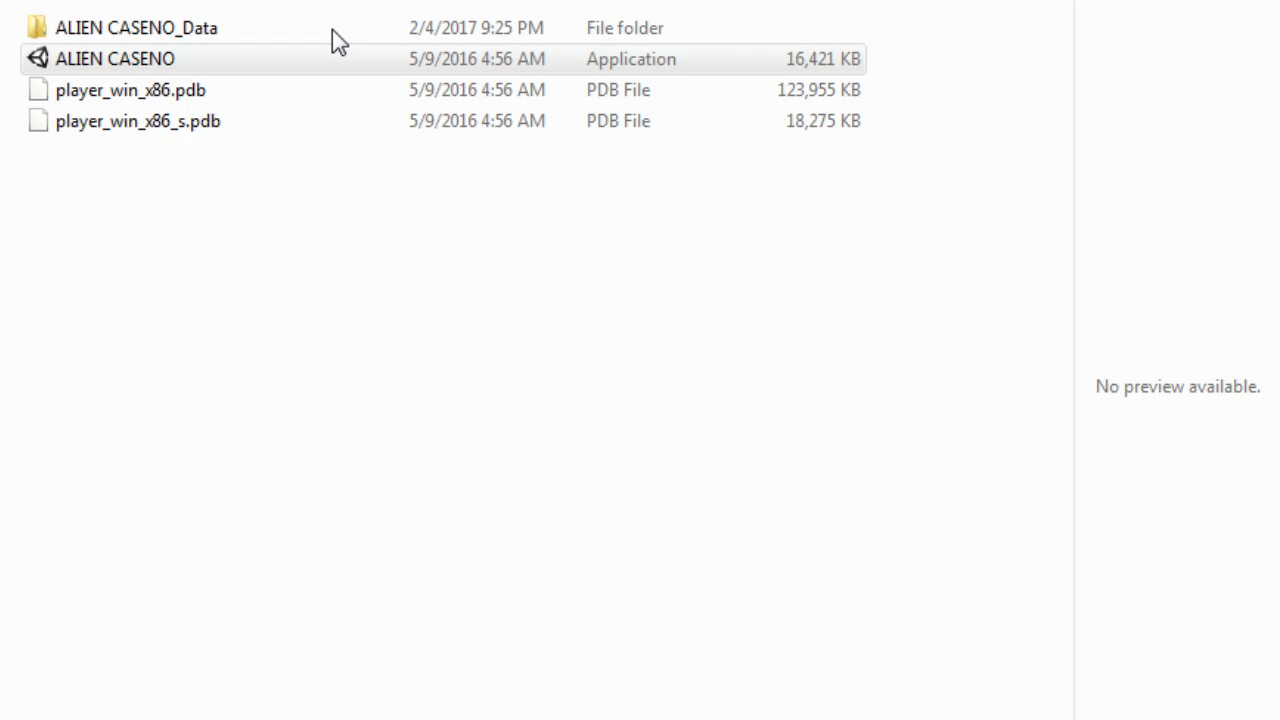 ALIEN CASENO_Data 2/4/2017 9:25 PM File folder
ALIEN CASENO 5/9/2016 4:56 AM Application 16,421 KB
player_win_x86.pdb 5/9/2016 4:56 AM PDB File 123,955 KB
player_win_x86_s.pdb 5/9/2016 4:56 AM PDB File 18,275 KB
No preview available.